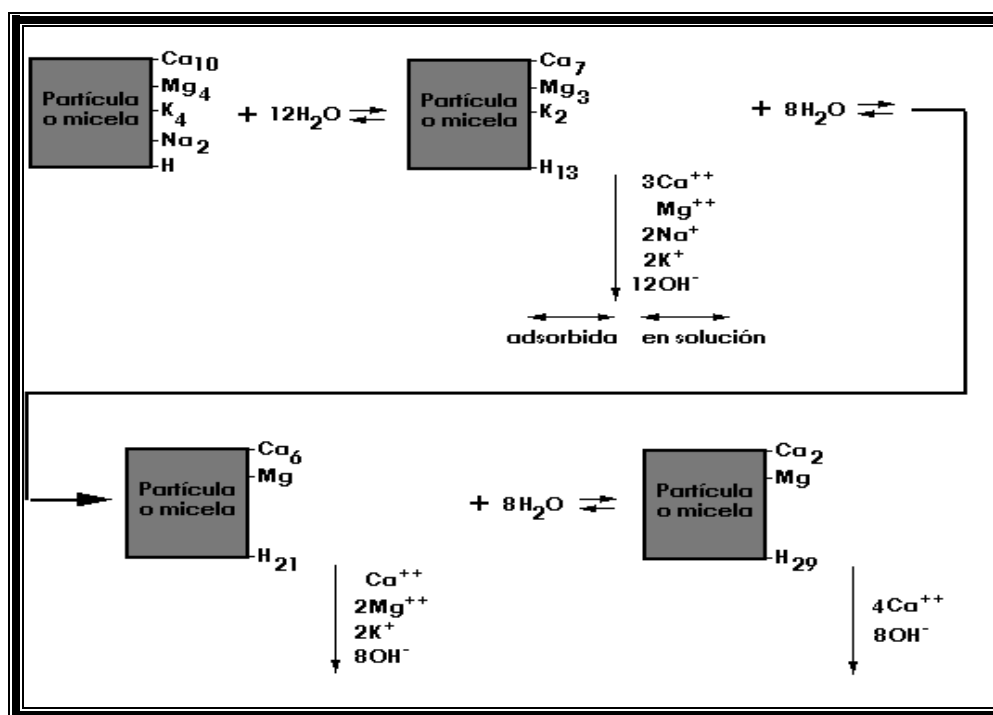 Partícula
o micela
Ca10
Mg4
K4
Na2
H
+ 12H2O ⇌
Partícula
o micela
Ca7
Mg3
K2
H13
+ 8H2O ⇌
3Ca++
Mg++
2Na+
2K+
12OH-
adsorbida en solución
Partícula
o micela
Ca6
Mg
H21
+ 8H2O ⇌
Partícula
o micela
Ca2
Mg
H29
Ca++
2Mg++
2K+
8OH-
4Ca++
8OH-